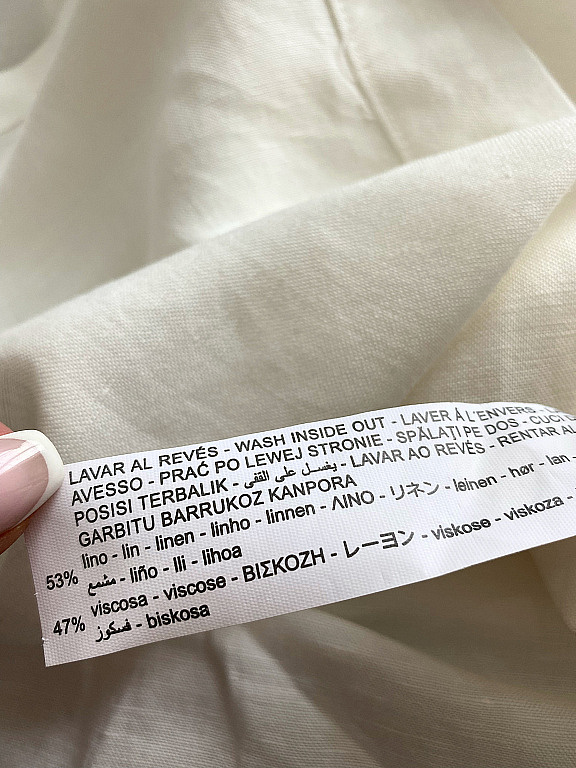 LAVAR AL REVÉS - WASH INSIDE OUT - LAVER À L'ENVERS -
AVESSO - PRAĆ PO LEWEJ STRONIE - SPĂLAȚI PE DOS -
POSISI TERBALIK - يغسل على القفى - LAVAR AO REVÉS - RENTAR AL
GARBITU BARRUKOZ KANPORA
53% lino - lin - linen - linho - linnen - ΛΙΝΟ - リネン - leinen - hør - lan -
مشمع - liño - lli - lihoa
47% viscosa - viscose - ΒΙΣΚΟΖΗ - レーヨン - viskose - viskoza -
فسكوز - biskosa